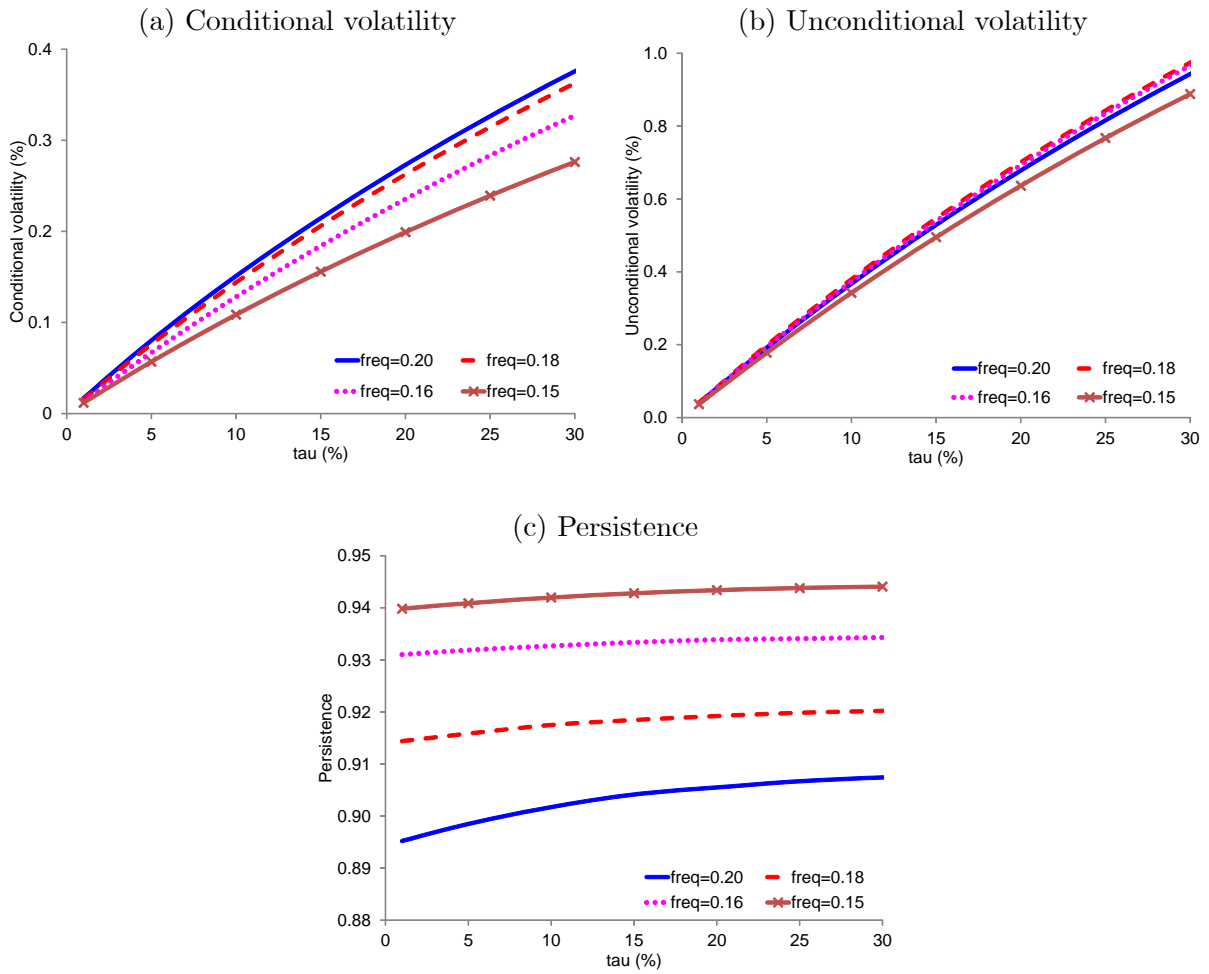 (a) Conditional volatility
0.4
0.3
0.2
0.1
0
Conditional volatility (%)
freq=0.20 freq=0.18
freq=0.16 freq=0.15
0 5 10 15 20 25 30
tau (%)
(b) Unconditional volatility
1.0
0.8
0.6
0.4
0.2
0.0
Unconditional volatility (%)
freq=0.20 freq=0.18
freq=0.16 freq=0.15
0 5 10 15 20 25 30
tau (%)
(c) Persistence
0.95
0.94
0.93
0.92
0.91
0.90
0.89
0.88
Persistence
freq=0.20 freq=0.18
freq=0.16 freq=0.15
0 5 10 15 20 25 30
tau (%)